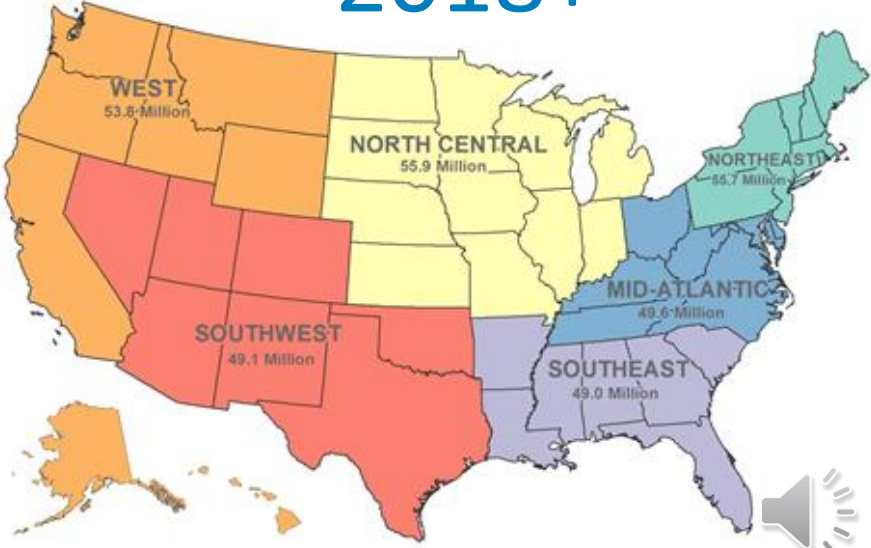 2018+
WEST
53.8 Million
NORTH CENTRAL
55.9 Million
NORTHEAST
55.7 Million
MID-ATLANTIC
49.6 Million
SOUTHWEST
49.1 Million
SOUTHEAST
49.0 Million